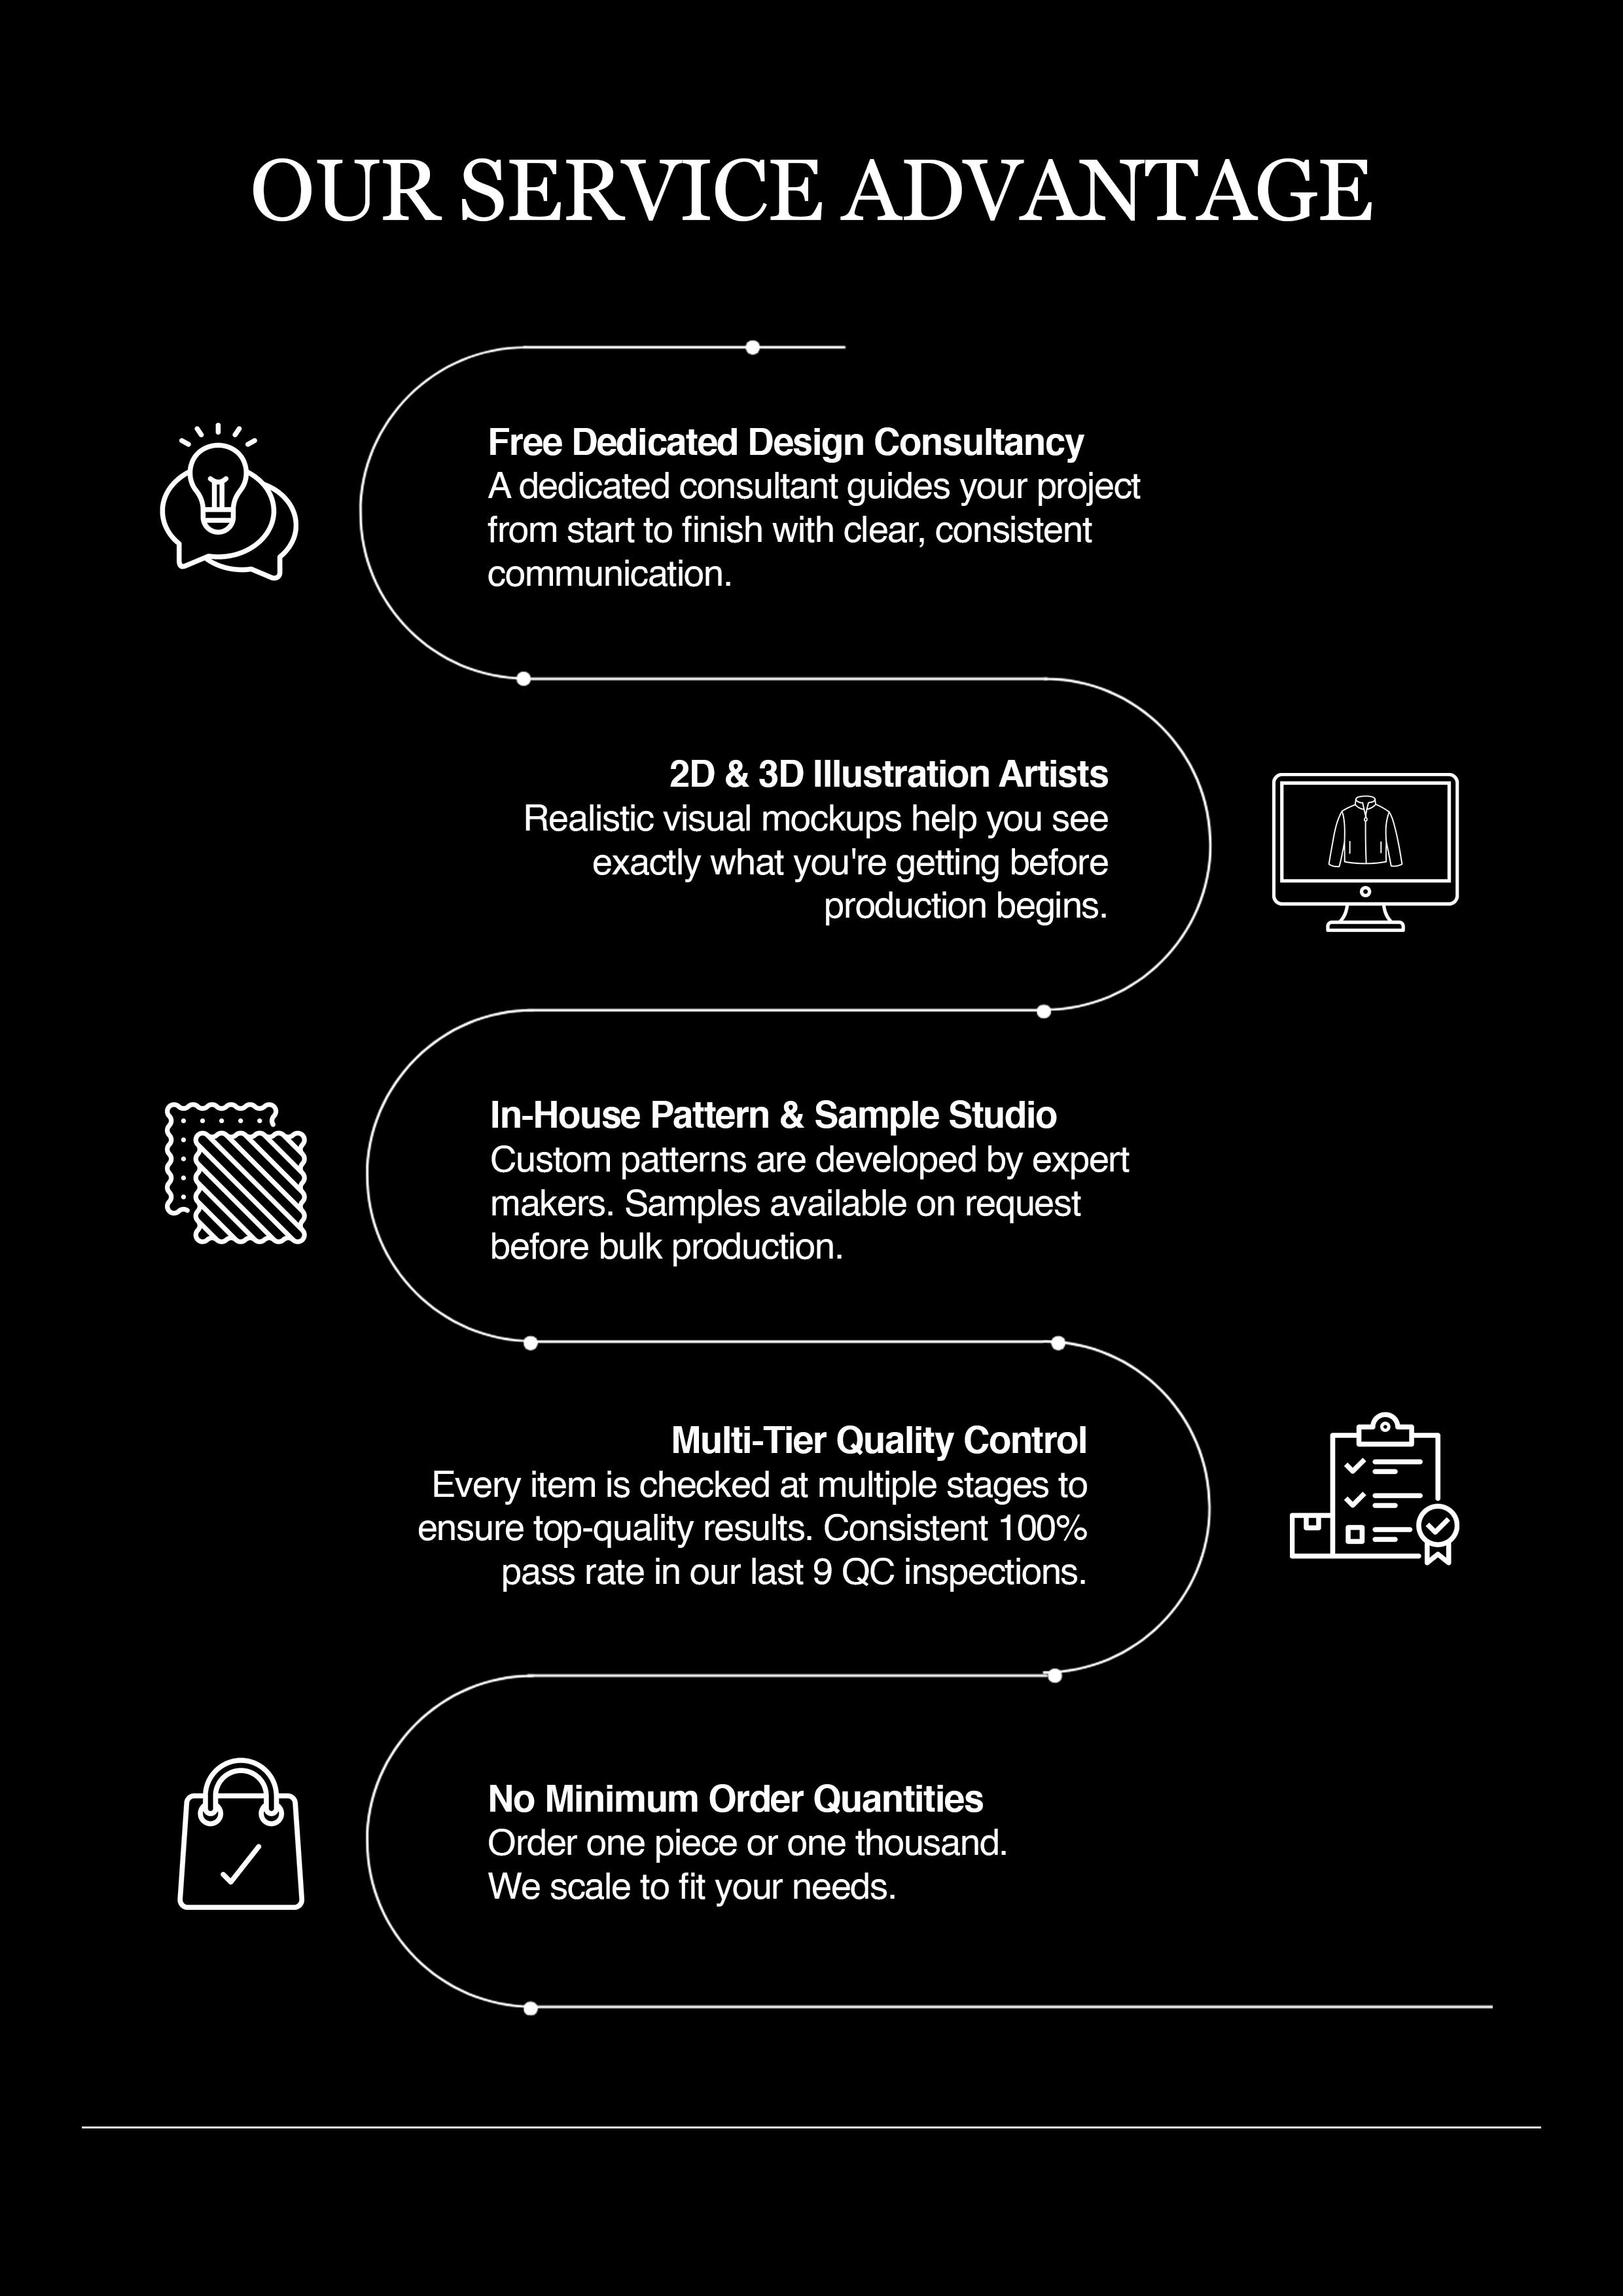 OUR SERVICE ADVANTAGE
Free Dedicated Design Consultancy
A dedicated consultant guides your project
from start to finish with clear, consistent
communication.
2D & 3D Illustration Artists
Realistic visual mockups help you see
exactly what you're getting before
production begins.
In-House Pattern & Sample Studio
Custom patterns are developed by expert
makers. Samples available on request
before bulk production.
Multi-Tier Quality Control
Every item is checked at multiple stages to
ensure top-quality results. Consistent 100%
pass rate in our last 9 QC inspections.
No Minimum Order Quantities
Order one piece or one thousand.
We scale to fit your needs.